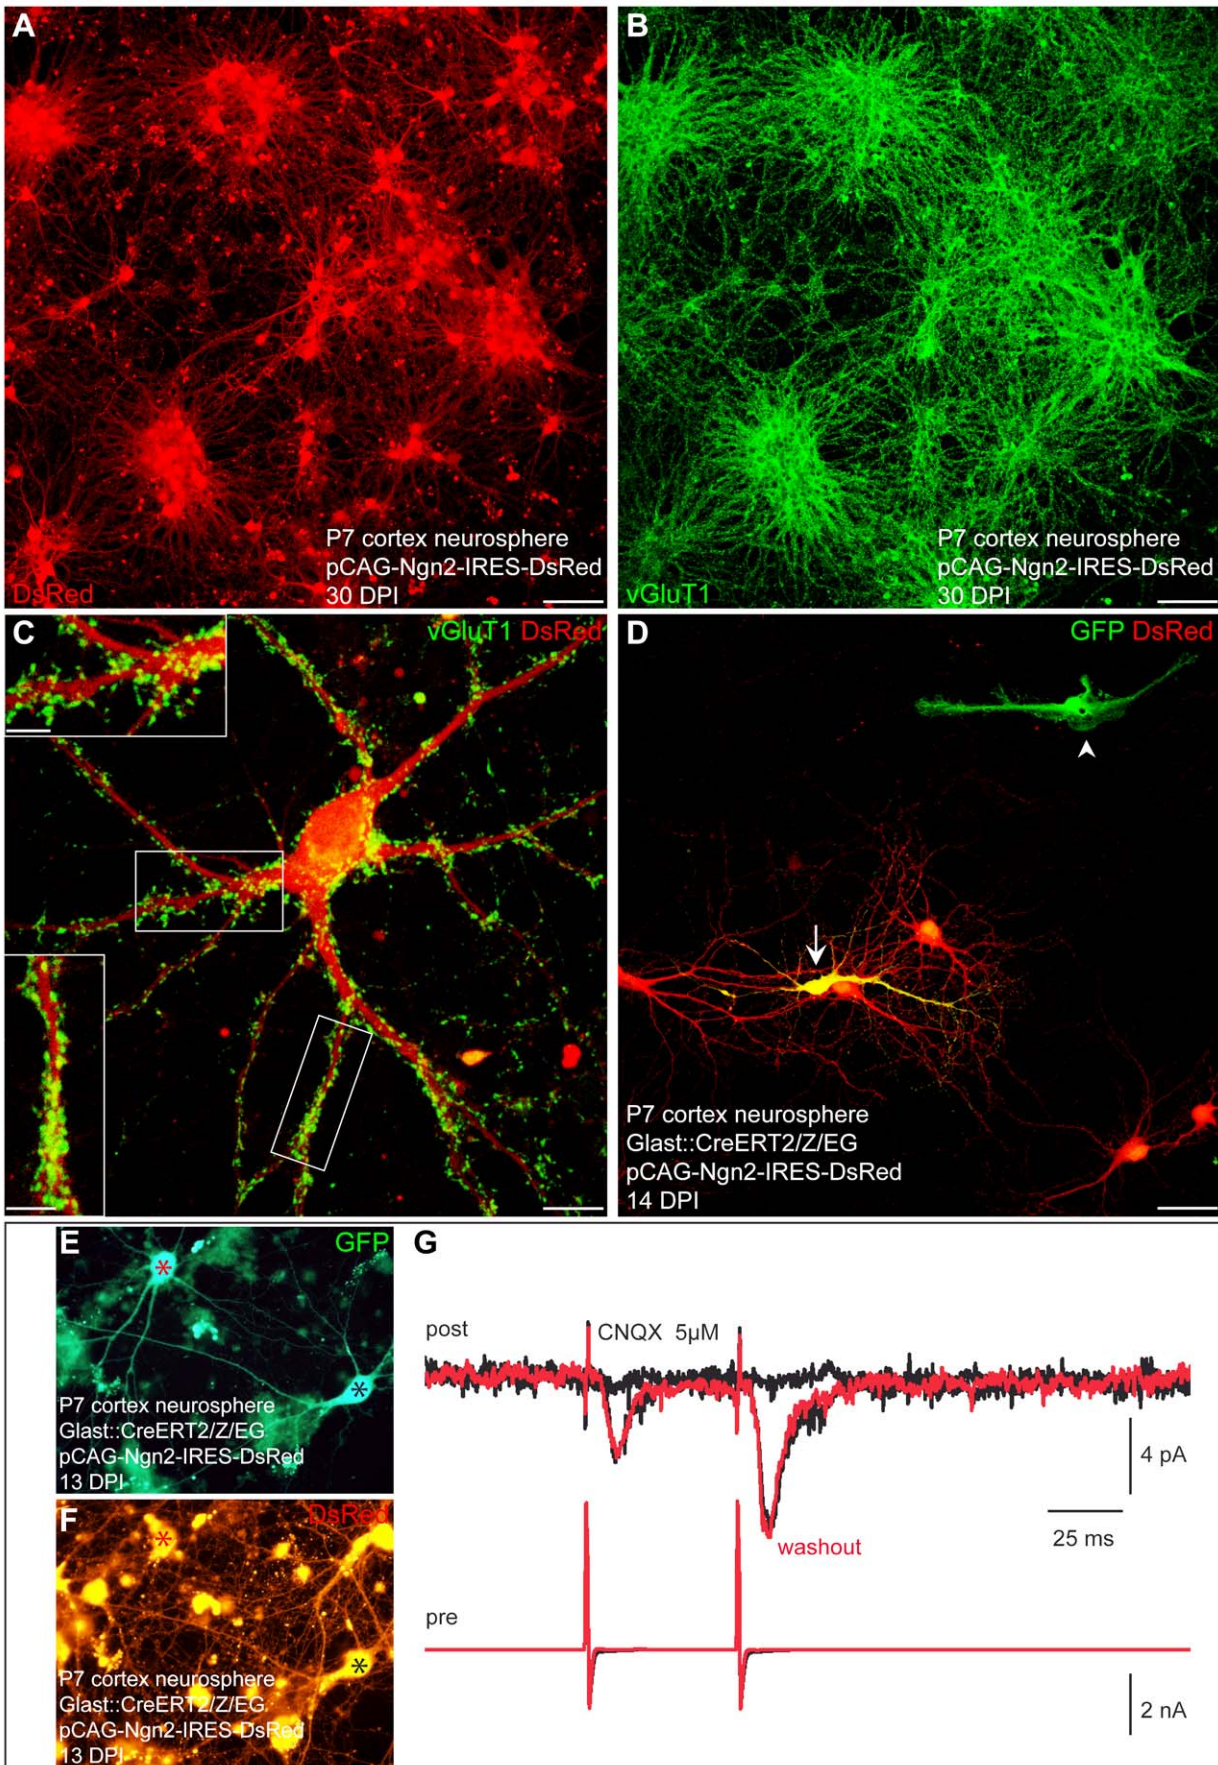 A
P7 cortex neurosphere
pCAG-Ngn2-IRES-DsRed
DsRed
30 DPI
B
P7 cortex neurosphere
pCAG-Ngn2-IRES-DsRed
vGluT1
30 DPI
C
vGluT1 DsRed
D
GFP DsRed
P7 cortex neurosphere
Glast::CreERT2/Z/EG
pCAG-Ngn2-IRES-DsRed
14 DPI
E
GFP
*
*
P7 cortex neurosphere
Glast::CreERT2/Z/EG
pCAG-Ngn2-IRES-DsRed
13 DPI
F
DsRed
*
*
P7 cortex neurosphere
Glast::CreERT2/Z/EG
pCAG-Ngn2-IRES-DsRed
13 DPI
G
post
CNQX 5µM
4 pA
25 ms
washout
pre
2 nA